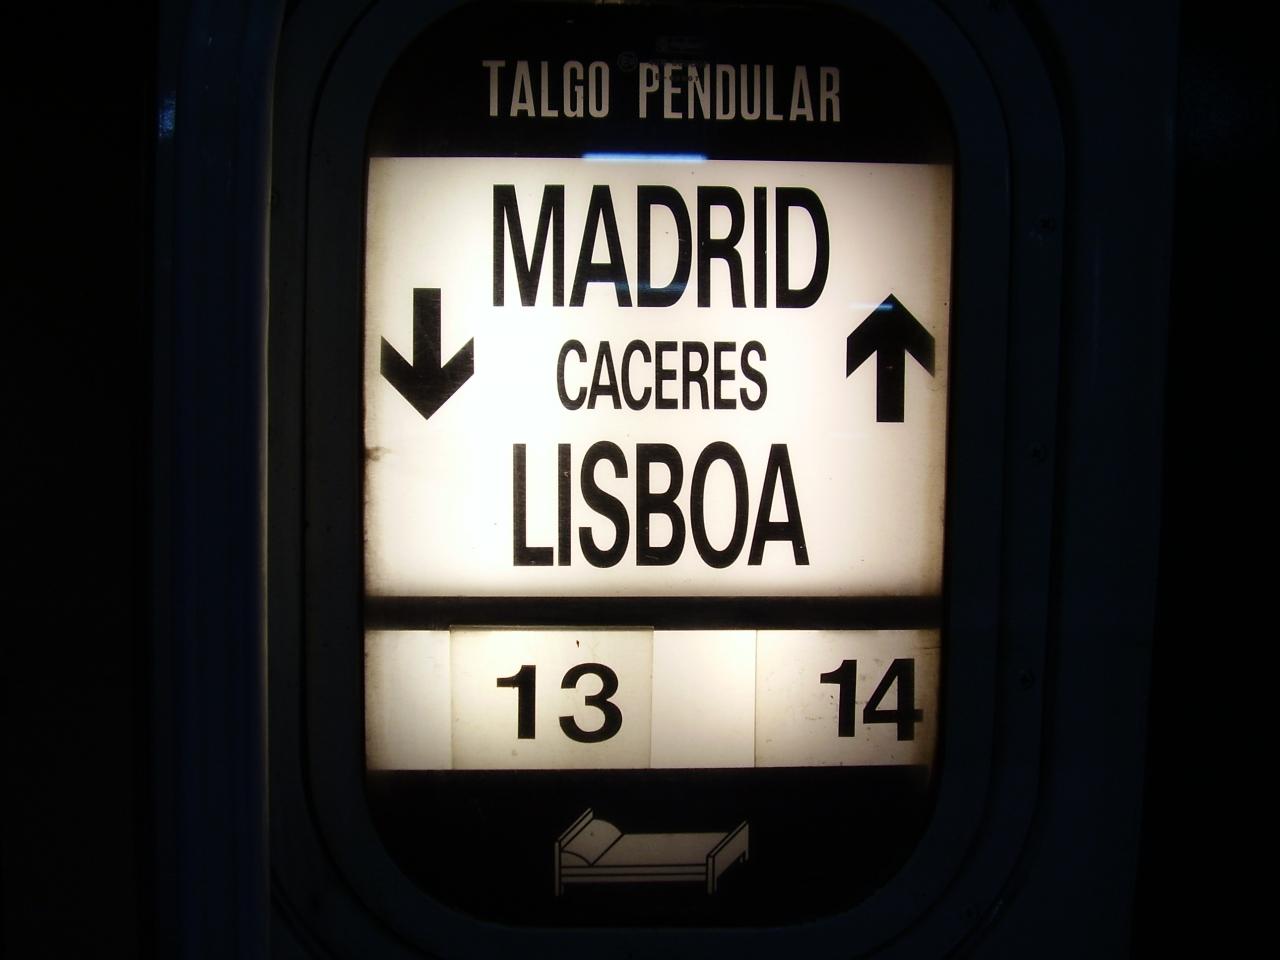 TALGO PENDULAR
MADRID
CACERES
LISBOA
13 14